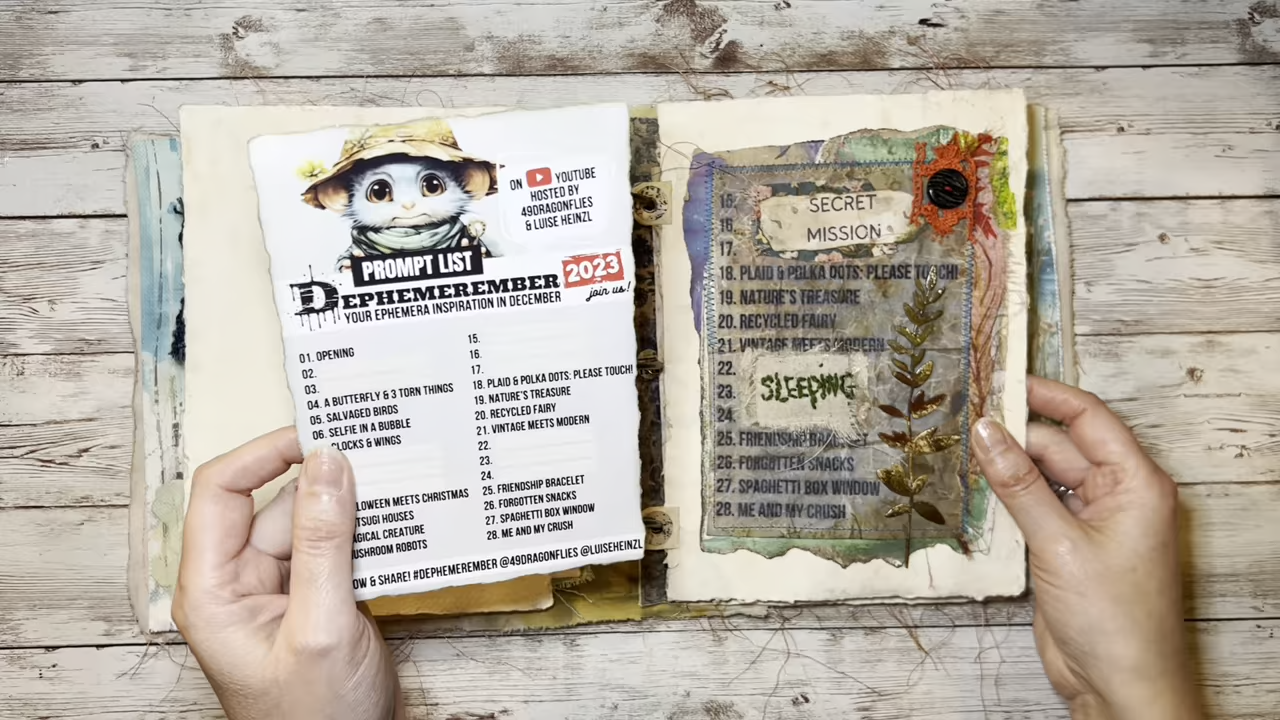 ON YOUTUBE
HOSTED BY
49DRAGONFLIES
& LUISE HEINZL
PROMPT LIST
DEPHEMEREMBER 2023
YOUR EPHEMERA INSPIRATION IN DECEMBER
join us!
01. OPENING
02.
03.
04. A BUTTERFLY & 3 TORN THINGS
05. SALVAGED BIRDS
06. SELFIE IN A BUBBLE
CLOCKS & WINGS
MEETS CHRISTMAS
HOUSES
CREATURE
ROBOTS
15.
16.
17.
18. PLAID & POLKA DOTS: PLEASE TOUCH!
19. NATURE'S TREASURE
20. RECYCLED FAIRY
21. VINTAGE MEETS MODERN
22.
23.
24.
25. FRIENDSHIP BRACELET
26. FORGOTTEN SNACKS
27. SPAGHETTI BOX WINDOW
28. ME AND MY CRUSH
& SHARE! #DEPHEMEREMBER @49DRAGONFLIES @LUISEHEINZL
15.
16.
17.
SECRET
MISSION
18. PLAID & POLKA DOTS: PLEASE TOUCH!
19. NATURE'S TREASURE
20. RECYCLED FAIRY
21. VINTAGE MEETS MODERN
22.
23.
24.
SLEEPING
25. FRIENDSHIP BRACELET
26. FORGOTTEN SNACKS
27. SPAGHETTI BOX WINDOW
28. ME AND MY CRUSH